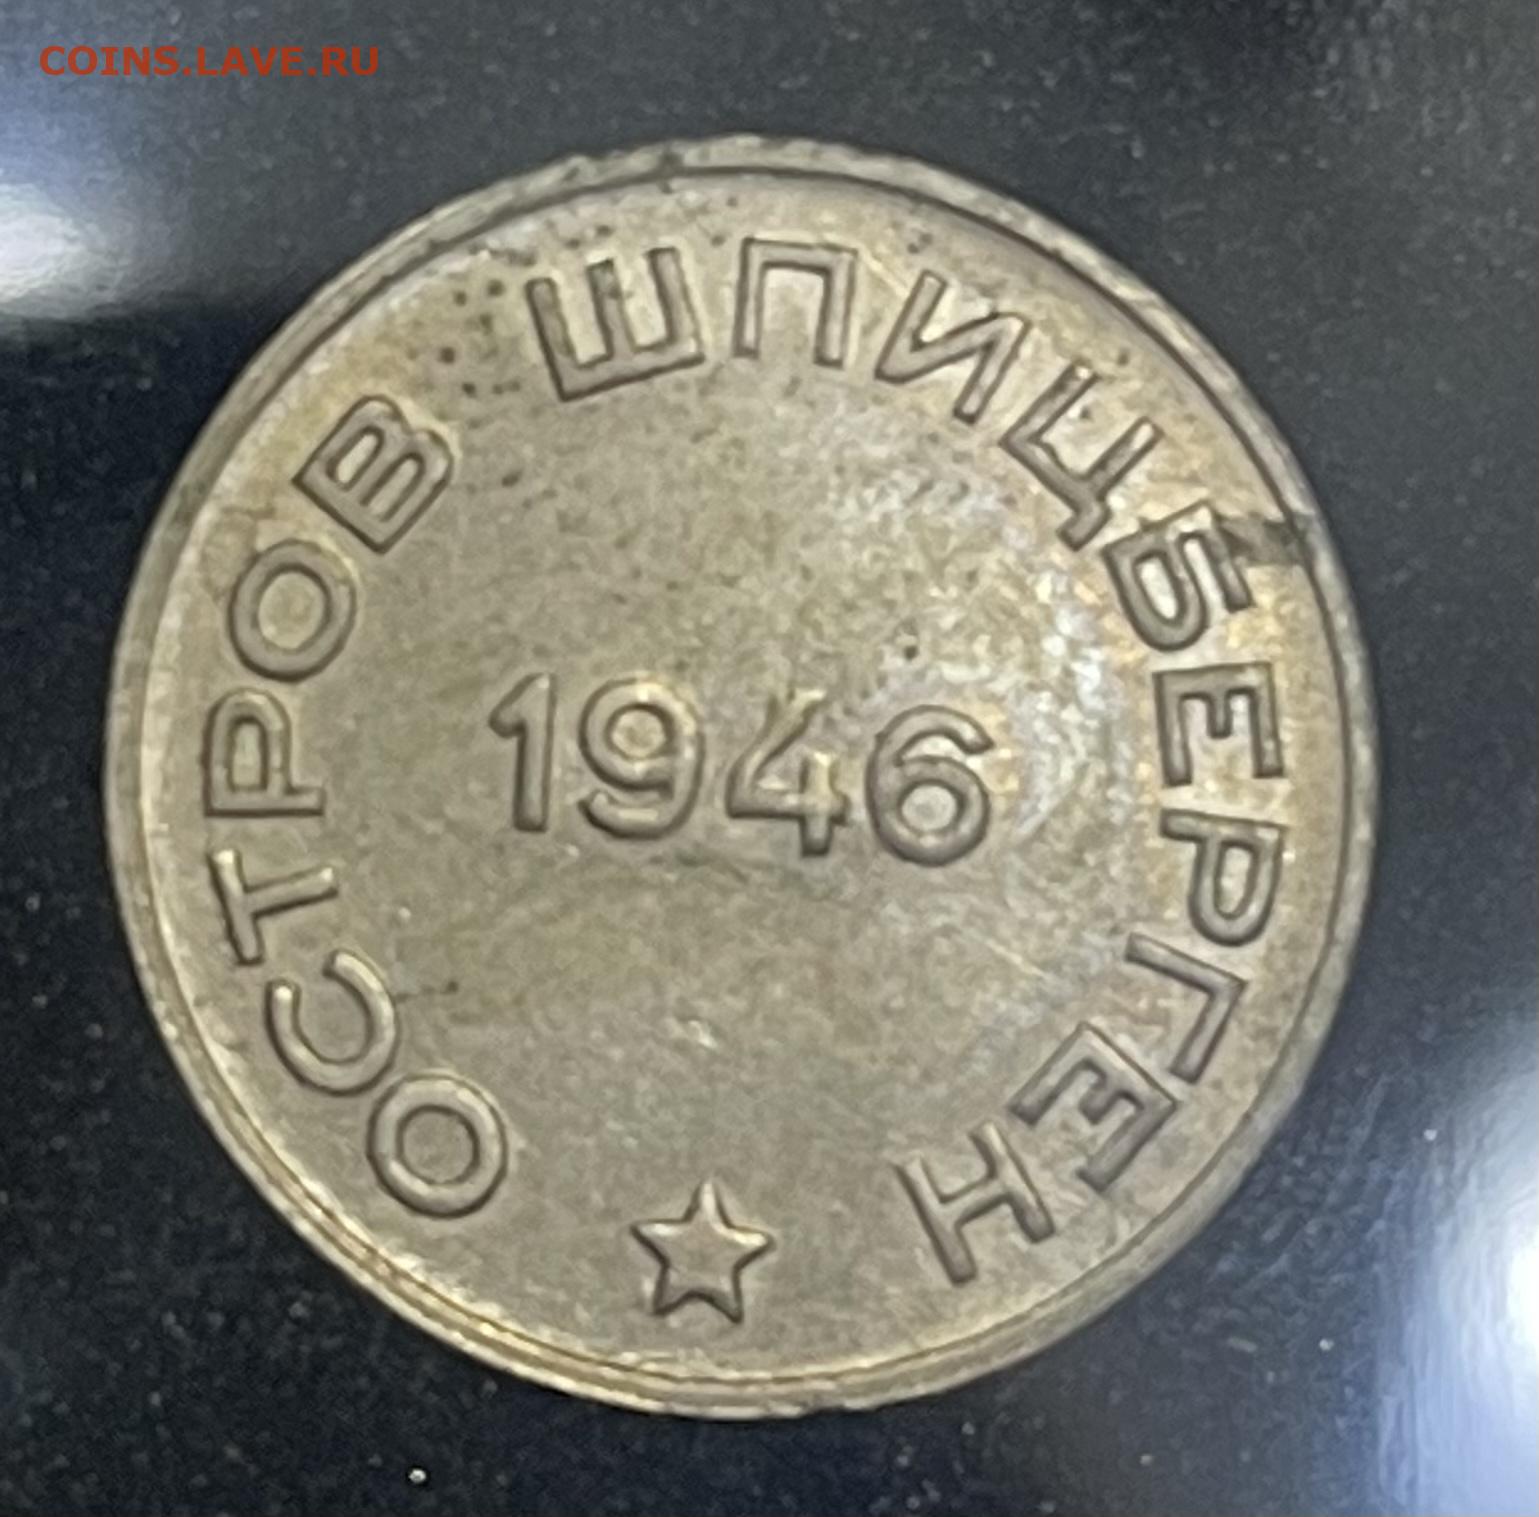 COINS.LAVE.RU
ОСТРОВ ШПИЦБЕРГЕН
1946